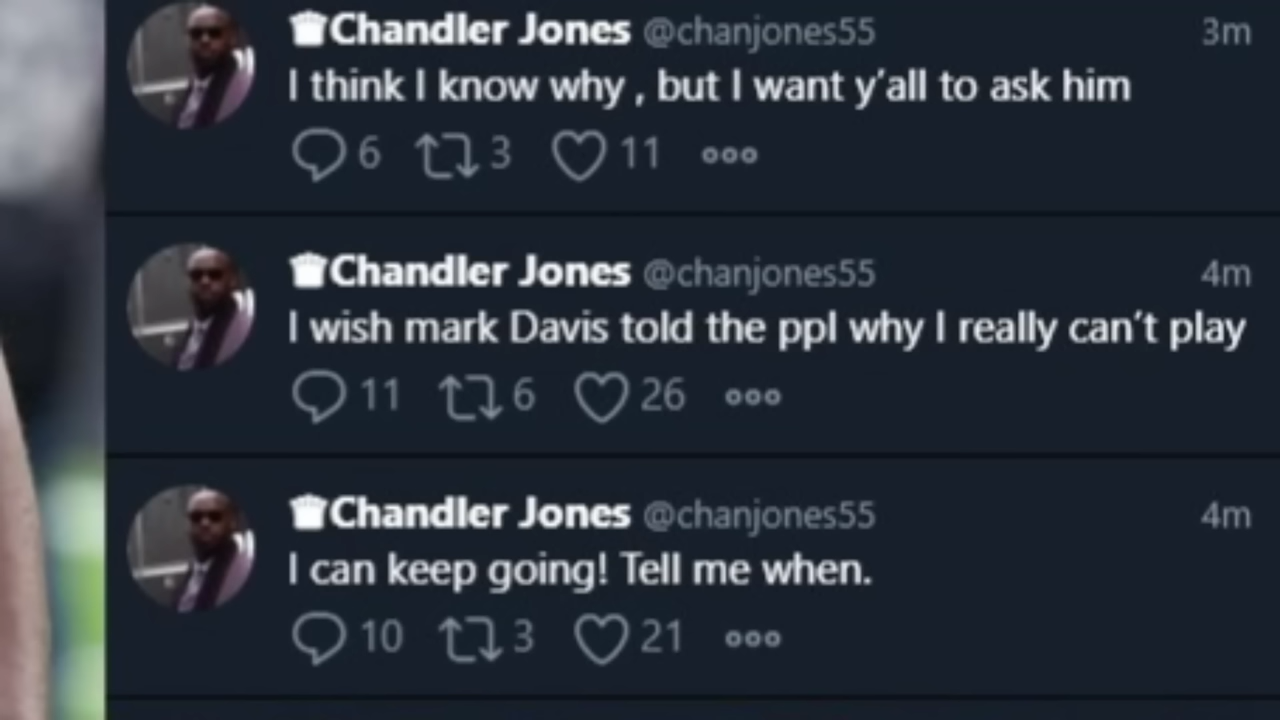 Chandler Jones @chanjones55 3m
I think I know why , but I want y'all to ask him
6 3 11
Chandler Jones @chanjones55 4m
I wish mark Davis told the ppl why I really can't play
11 6 26
Chandler Jones @chanjones55 4m
I can keep going! Tell me when.
10 3 21